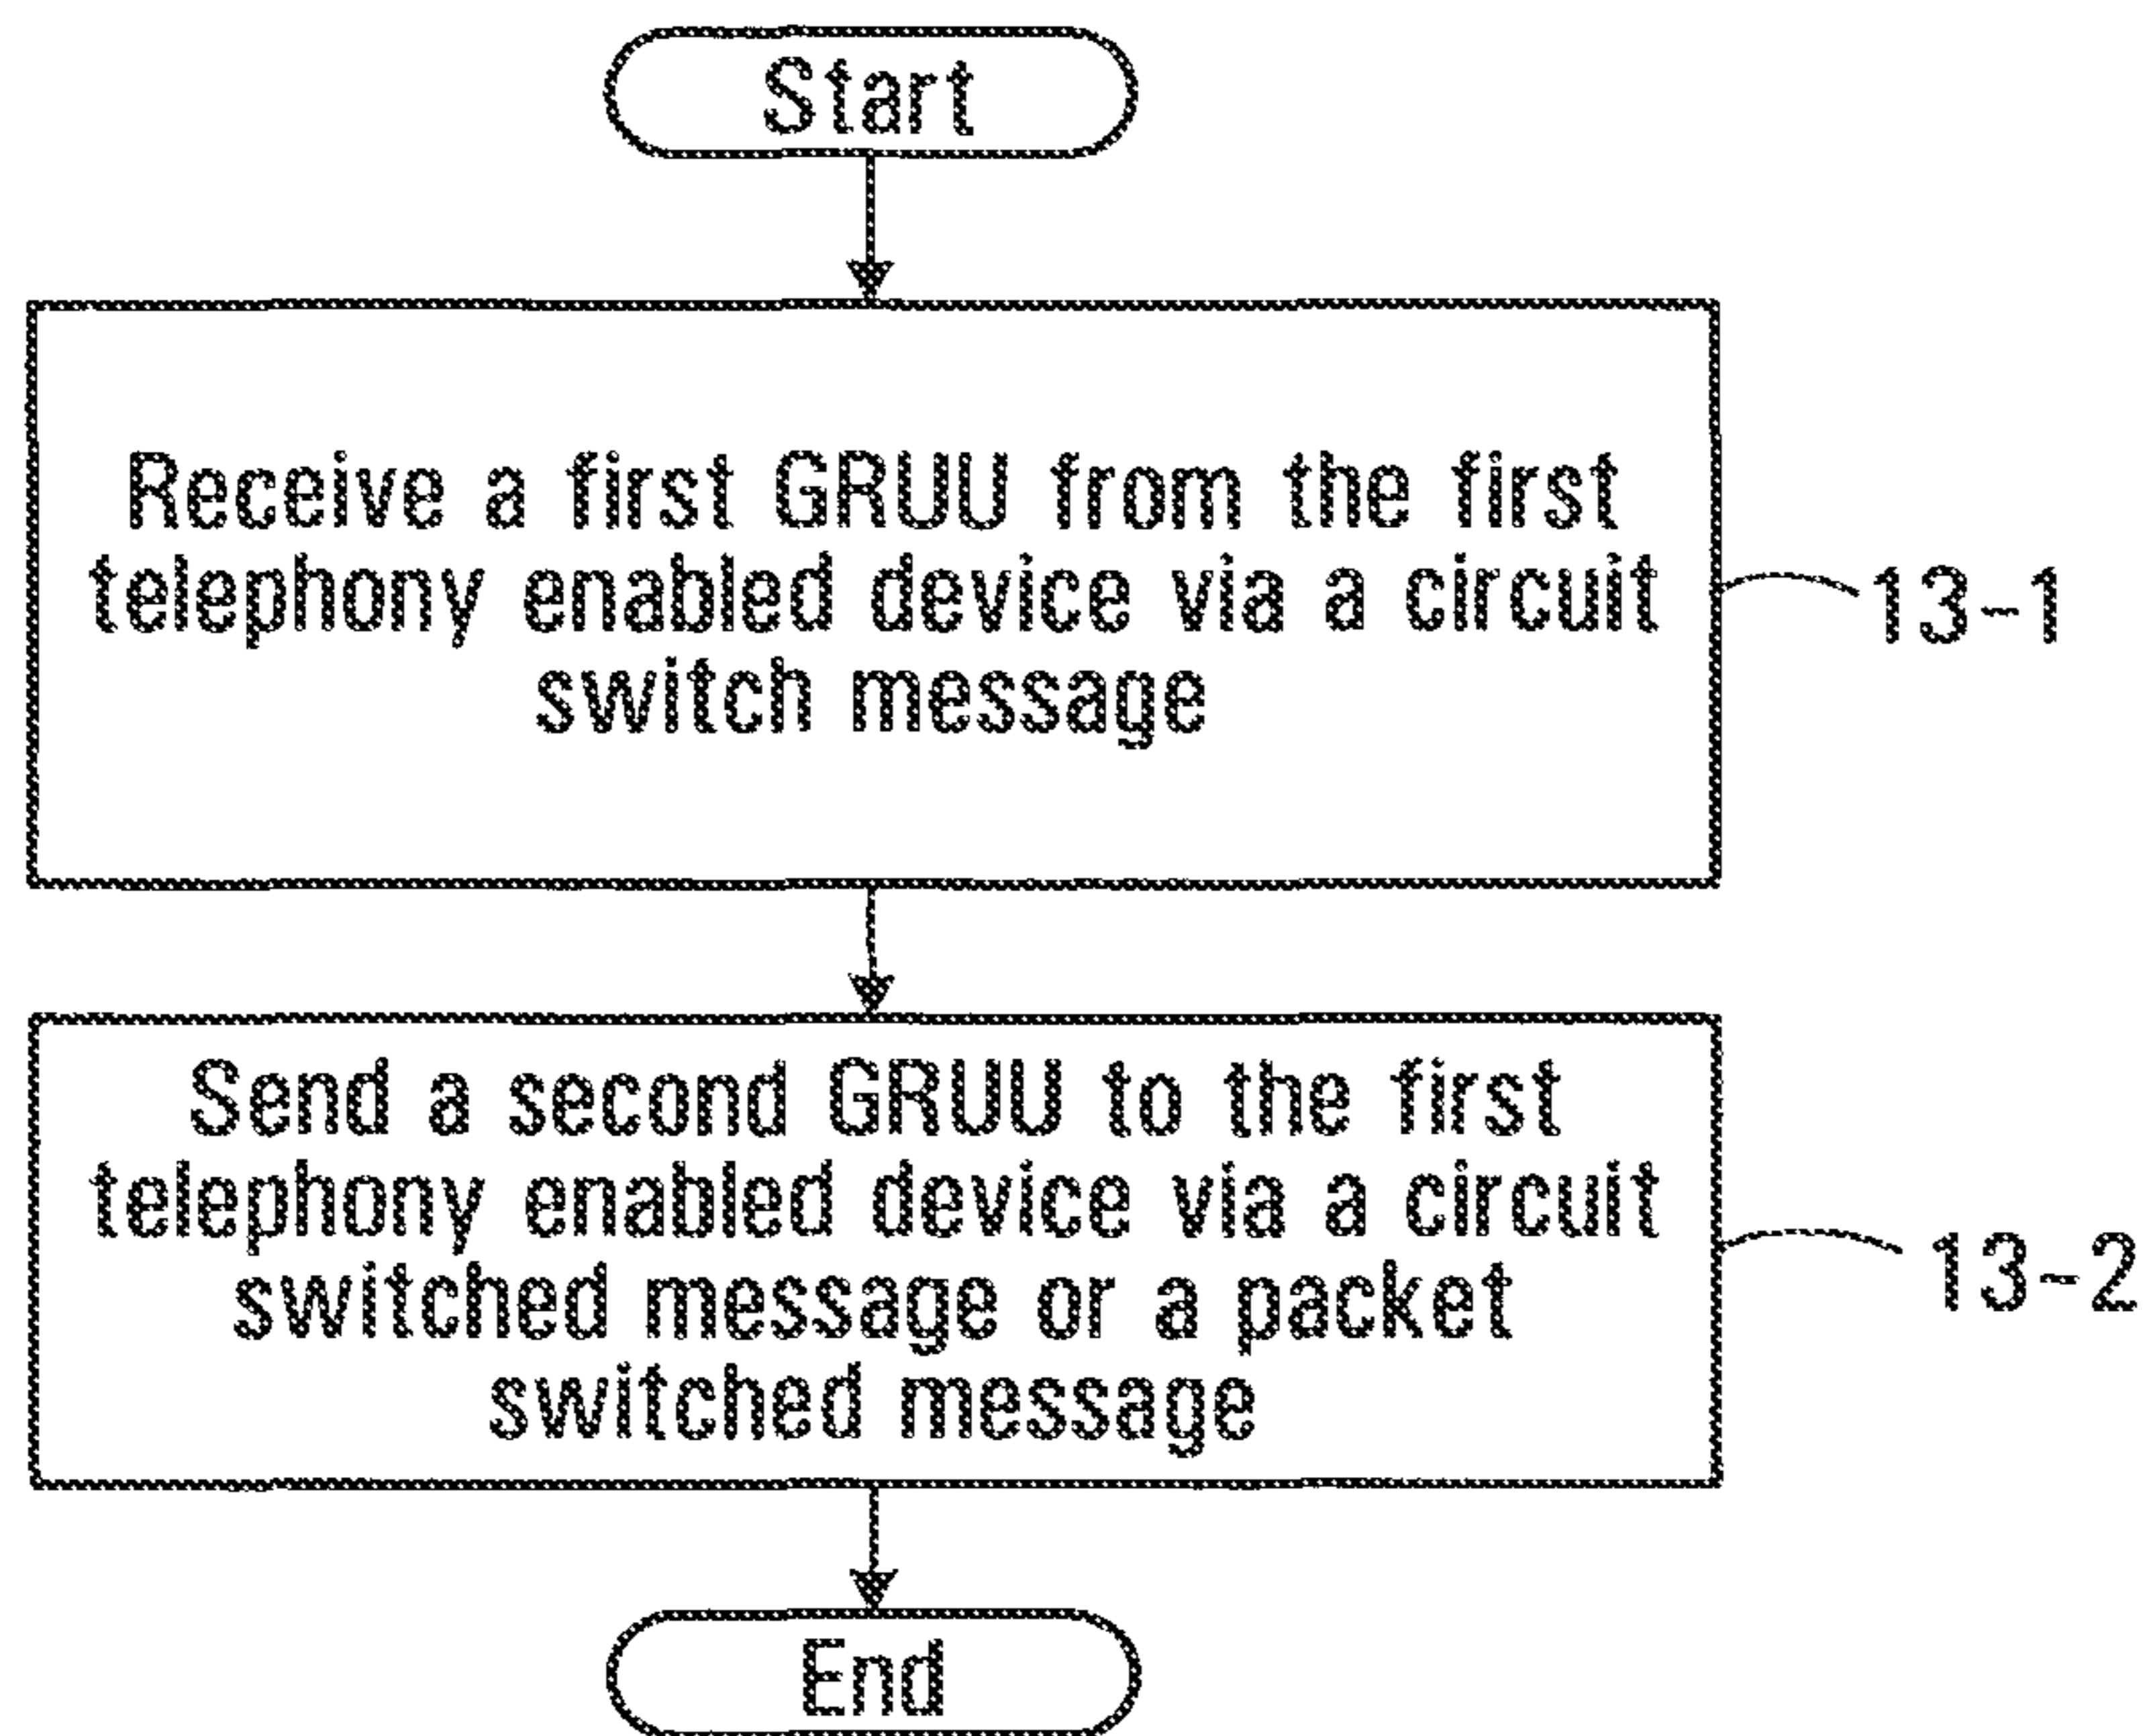 Start
Receive a first GRUU from the first
telephony enabled device via a circuit
switch message
13-1
Send a second GRUU to the first
telephony enabled device via a circuit
switched message or a packet
switched message
13-2
End